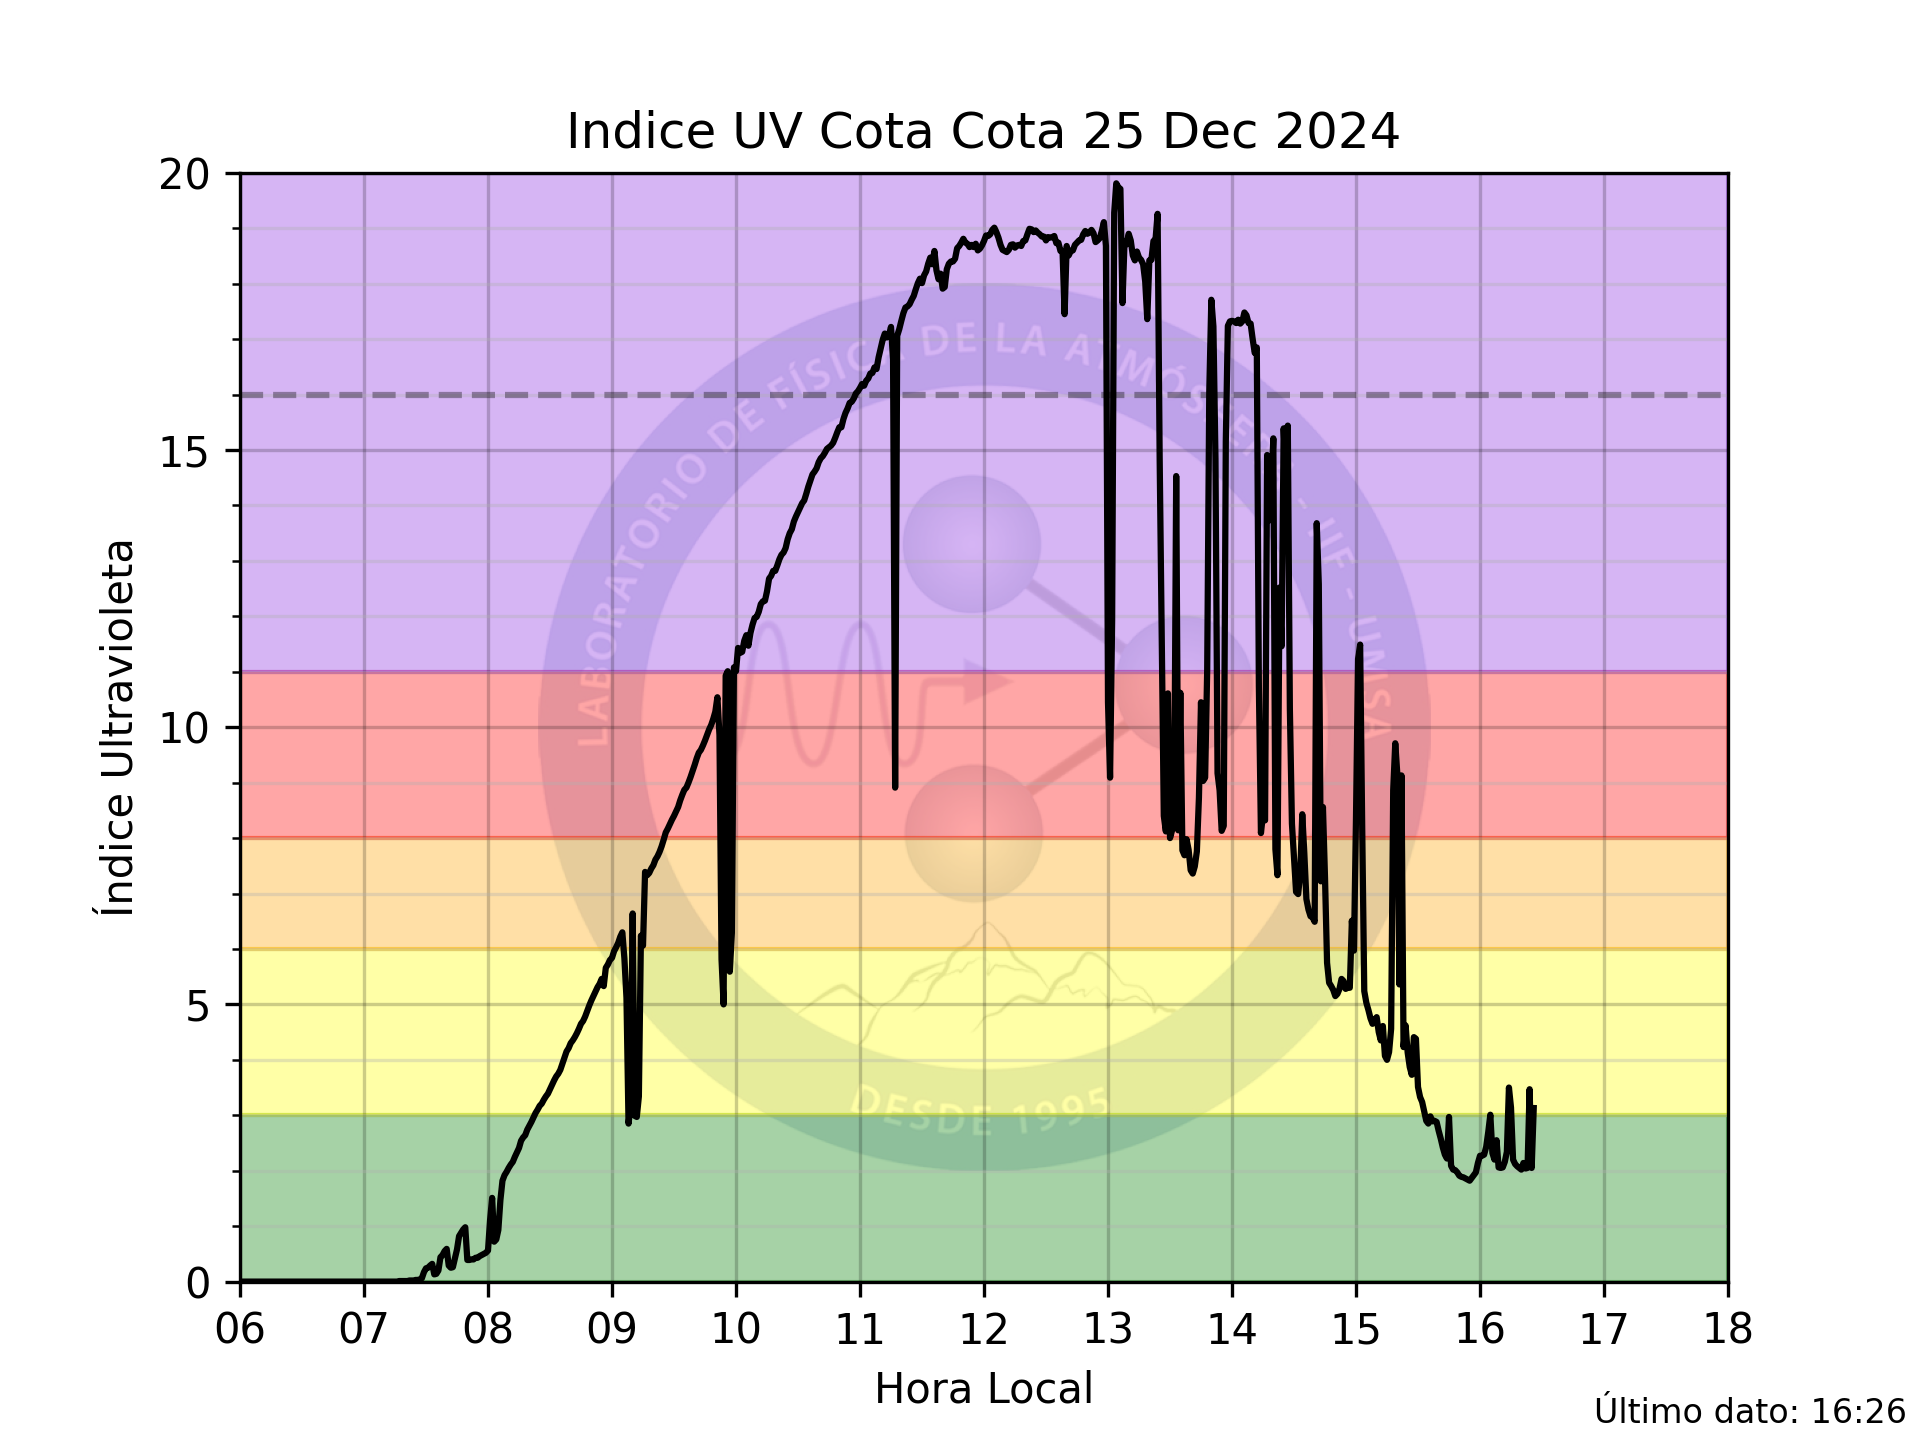 Indice UV Cota Cota 25 Dec 2024
20
15
10
5
0
Índice Ultravioleta
LABORATORIO DE FÍSICA DE LA ATMÓSFERA - IIF - UMSA
DESDE 1995
06 07 08 09 10 11 12 13 14 15 16 17 18
Hora Local
Último dato: 16:26